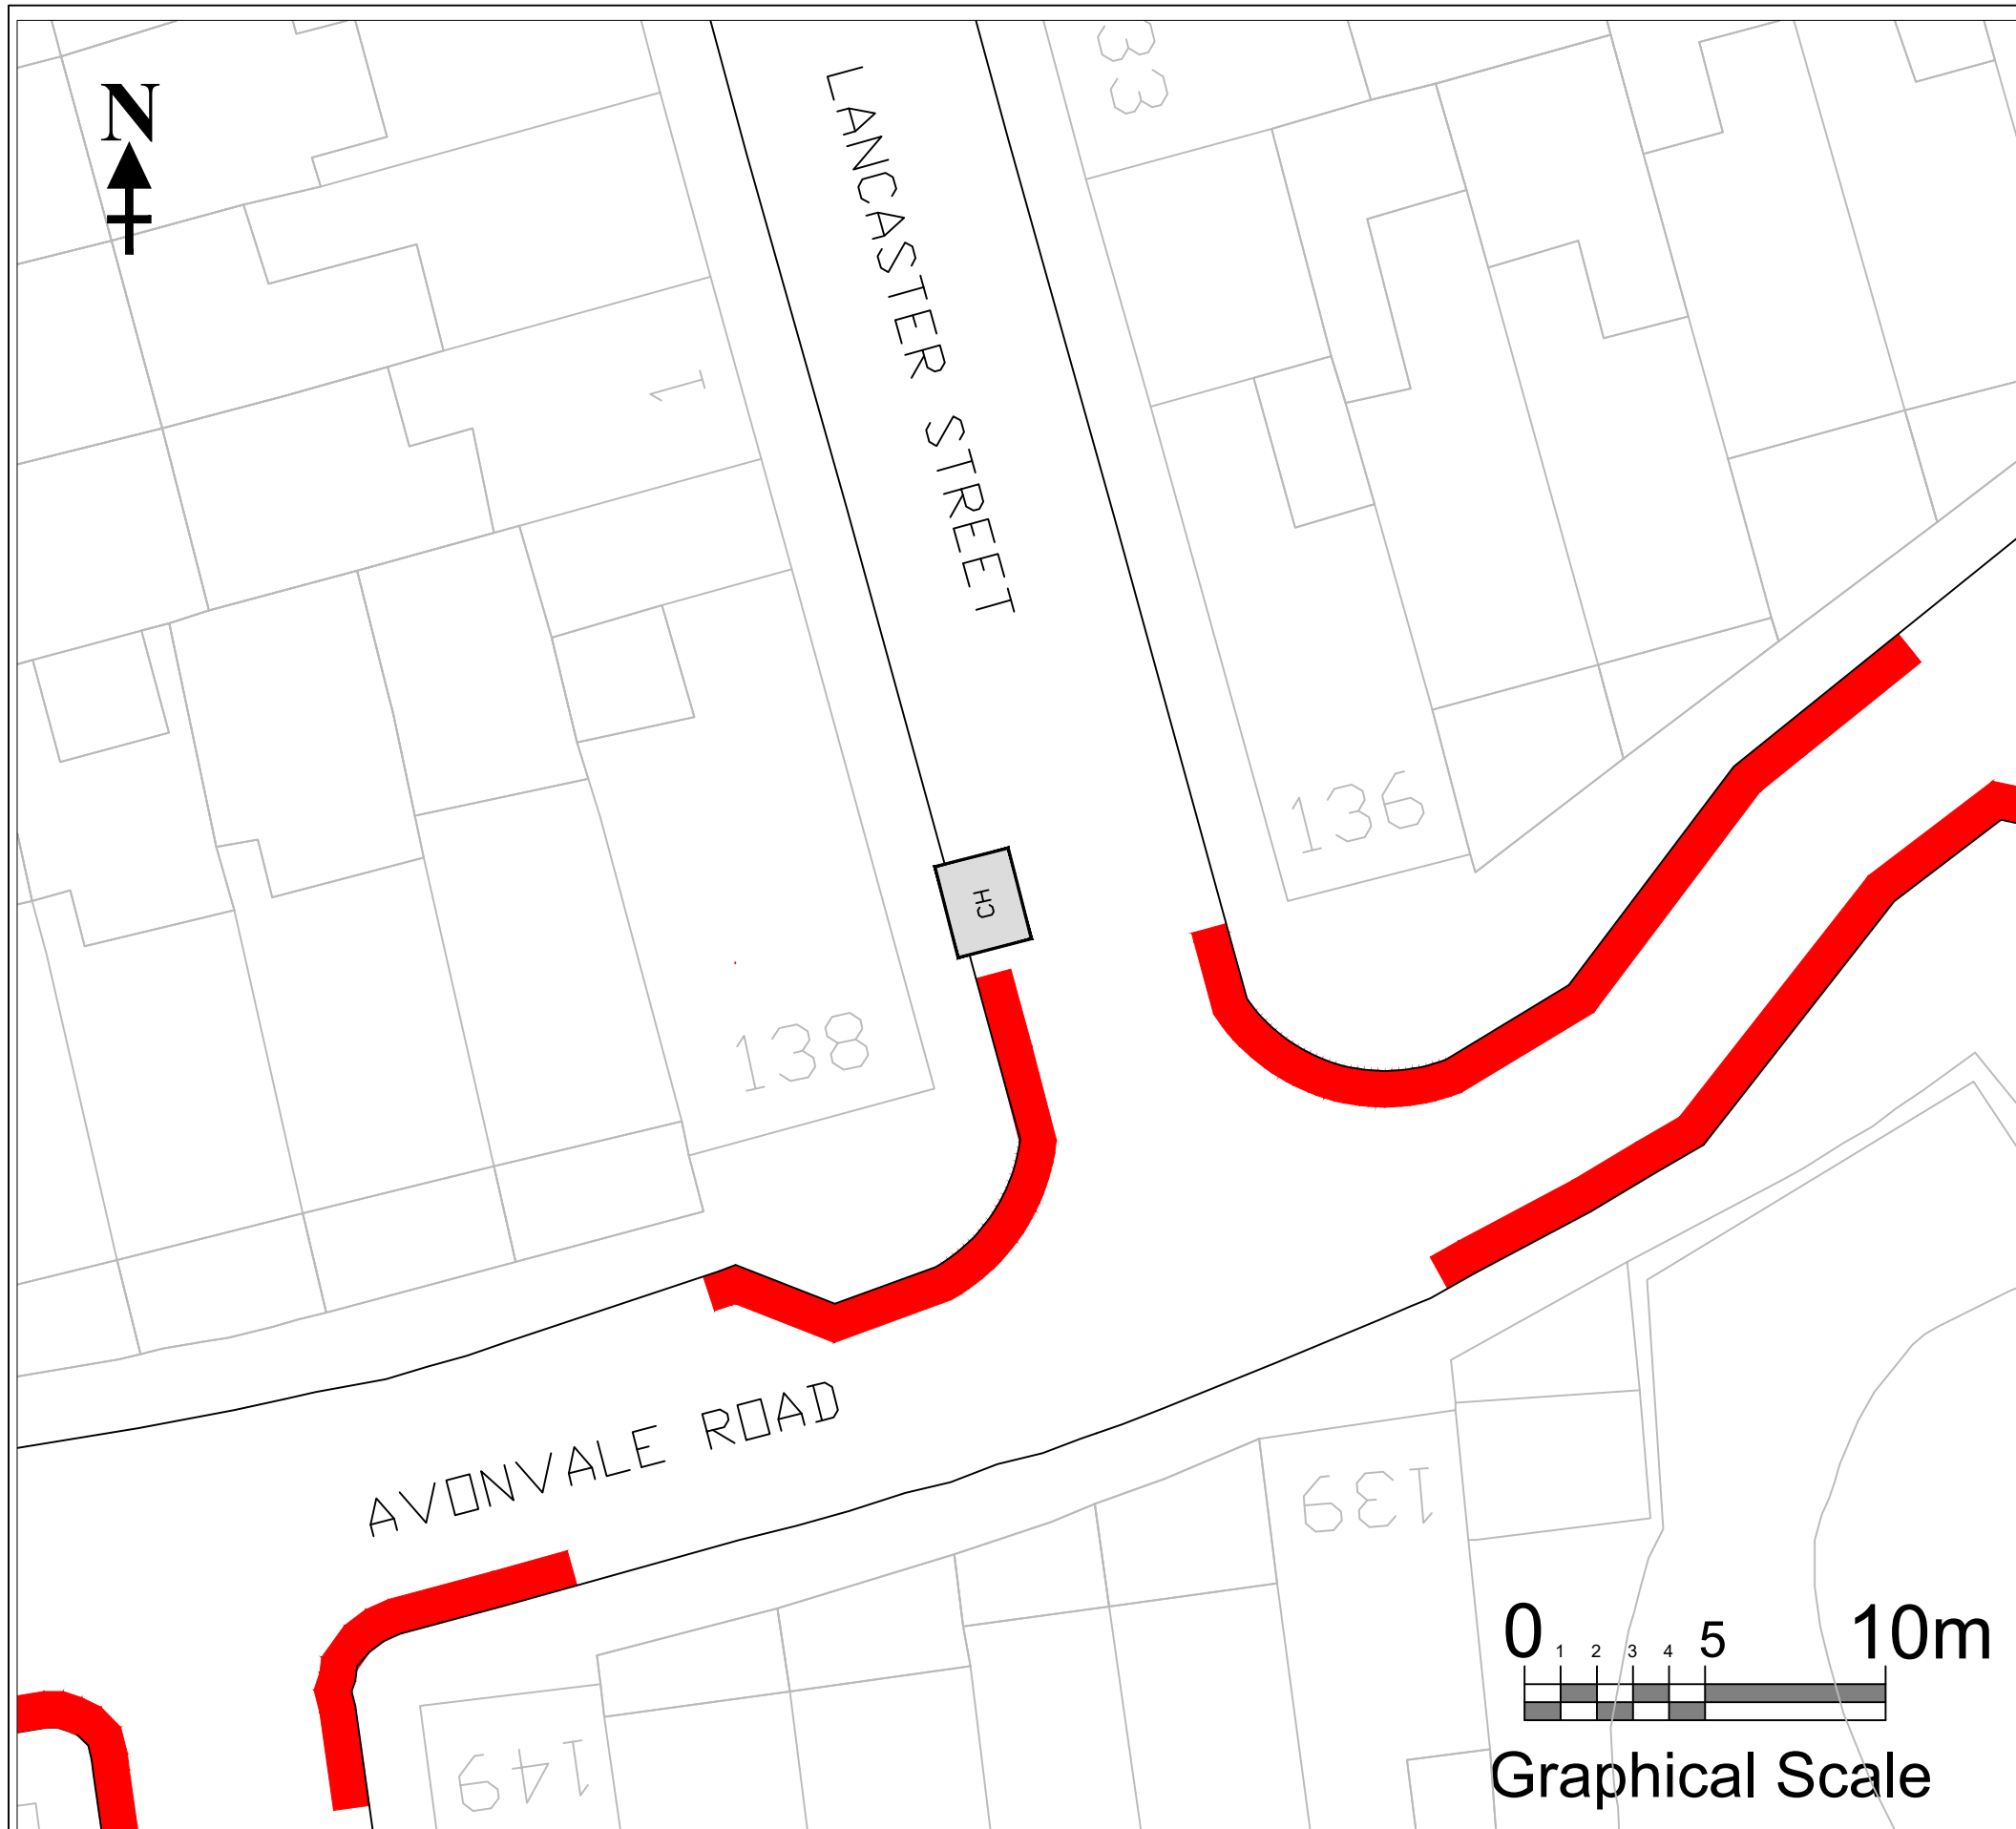 N
LANCASTER STREET
33
1
136
CH
138
AVONVALE ROAD
139
149
0 1 2 3 4 5 10m
Graphical Scale